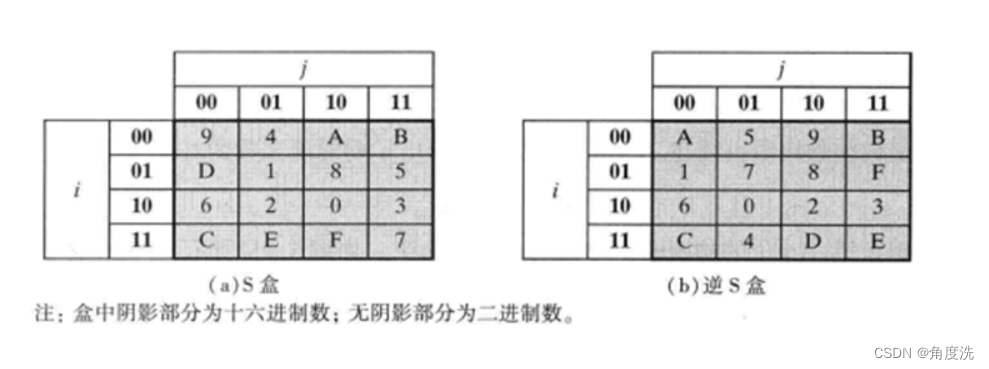 j j
00 01 10 11 00 01 10 11
00 9 4 A B 00 A 5 9 B
i 01 D 1 8 5 i 01 1 7 8 F
10 6 2 0 3 10 6 0 2 3
11 C E F 7 11 C 4 D E
(a)S盒 (b)逆S盒
注:盒中阴影部分为十六进制数;无阴影部分为二进制数。
CSDN @角度洗